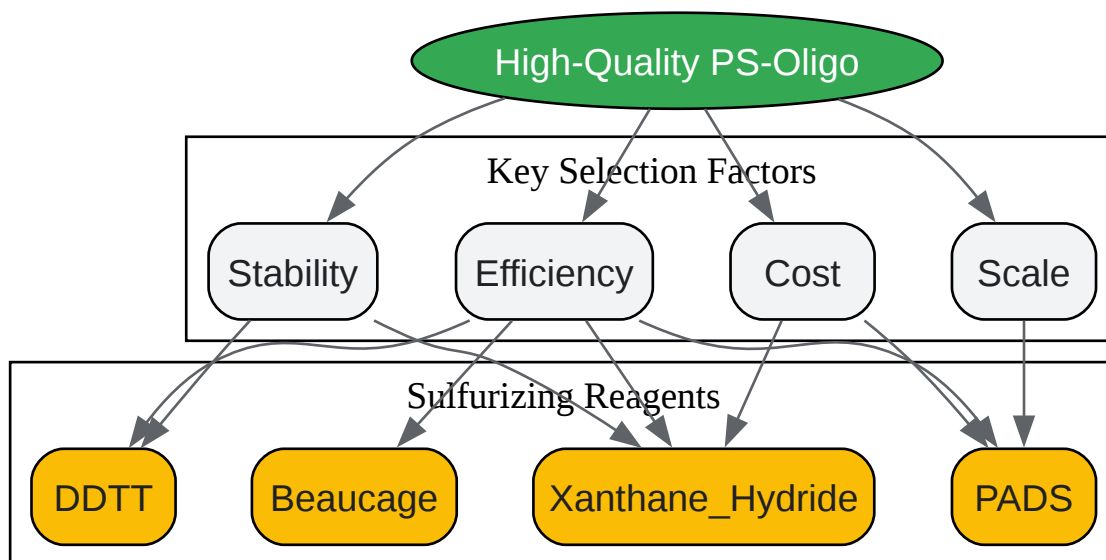 High-Quality PS-Oligo
Key Selection Factors
Stability
Efficiency
Cost
Scale
Sulfurizing Reagents
DDTT
Beaucage
Xanthane_Hydride
PADS